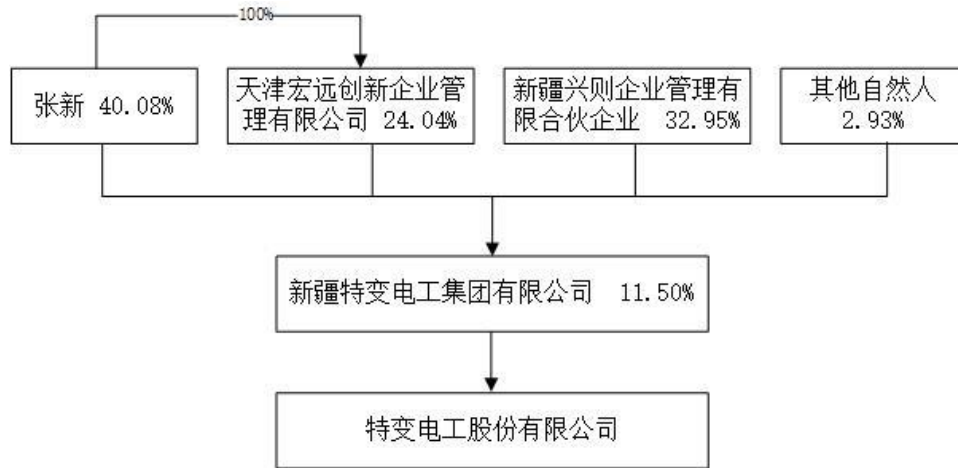 100%
张新 40.08%
天津宏远创新企业管
理有限公司 24.04%
新疆兴则企业管理有
限合伙企业 32.95%
其他自然人
2.93%
新疆特变电工集团有限公司 11.50%
特变电工股份有限公司